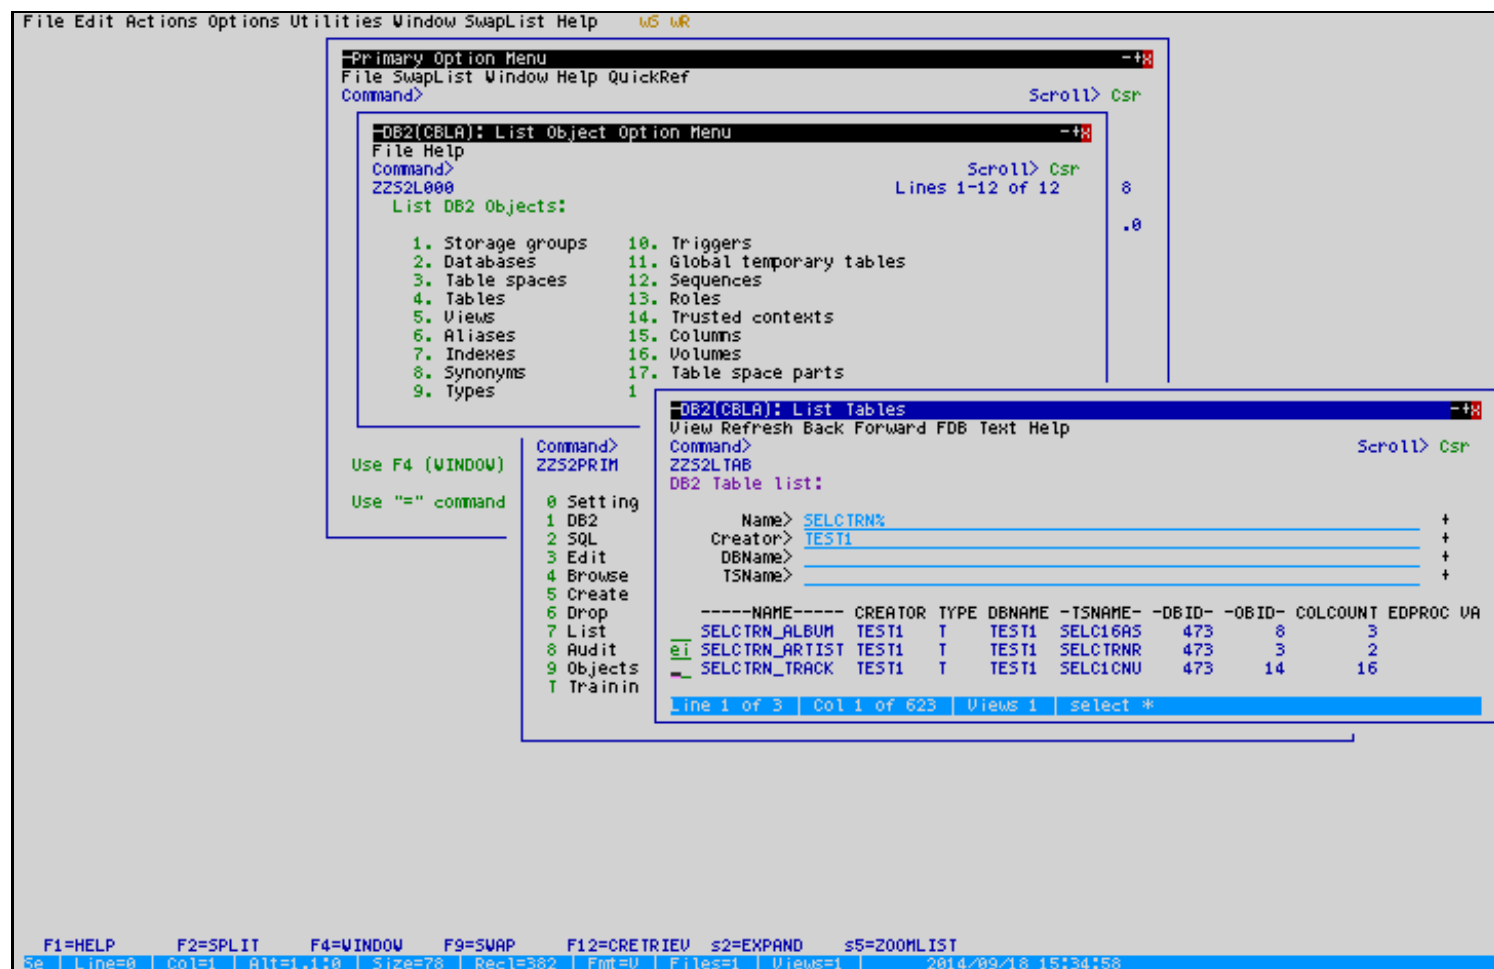 File Edit Actions Options Utilities Window SwapList Help wS wR
Primary Option Menu -+x
File SwapList Window Help QuickRef
Command> Scroll> Csr
DB2(CBLA): List Object Option Menu -+x
File Help
Command> Scroll> Csr
ZZS2L000 Lines 1-12 of 12 8
List DB2 Objects:
.0
1. Storage groups 10. Triggers
2. Databases 11. Global temporary tables
3. Table spaces 12. Sequences
4. Tables 13. Roles
5. Views 14. Trusted contexts
6. Aliases 15. Columns
7. Indexes 16. Volumes
8. Synonyms 17. Table space parts
9. Types 1
DB2(CBLA): List Tables -+x
View Refresh Back Forward FDB Text Help
Command> Scroll> Csr
ZZS2LTAB
DB2 Table list:
Name> SELCTRN% +
Creator> TEST1 +
DBName> +
TSName> +
-----NAME----- CREATOR TYPE DBNAME -TSNAME- -DBID- -OBID- COLCOUNT EDPROC VA
__ SELCTRN_ALBUM TEST1 T TEST1 SELC16AS 473 8 3
ei SELCTRN_ARTIST TEST1 T TEST1 SELCTRNR 473 3 2
__ SELCTRN_TRACK TEST1 T TEST1 SELC1CNU 473 14 16
Line 1 of 3 | Col 1 of 623 | Views 1 | select *
Command>
Use F4 (WINDOW) ZZS2PRIM
Use "=" command 0 Setting
1 DB2
2 SQL
3 Edit
4 Browse
5 Create
6 Drop
7 List
8 Audit
9 Objects
T Trainin
F1=HELP F2=SPLIT F4=WINDOW F9=SWAP F12=CRETRIEV s2=EXPAND s5=ZOOMLIST
Se | Line=0 | Col=1 | Alt=1,1;0 | Size=78 | Recl=382 | Fmt=V | Files=1 | Views=1 | 2014/09/18 15:34:58